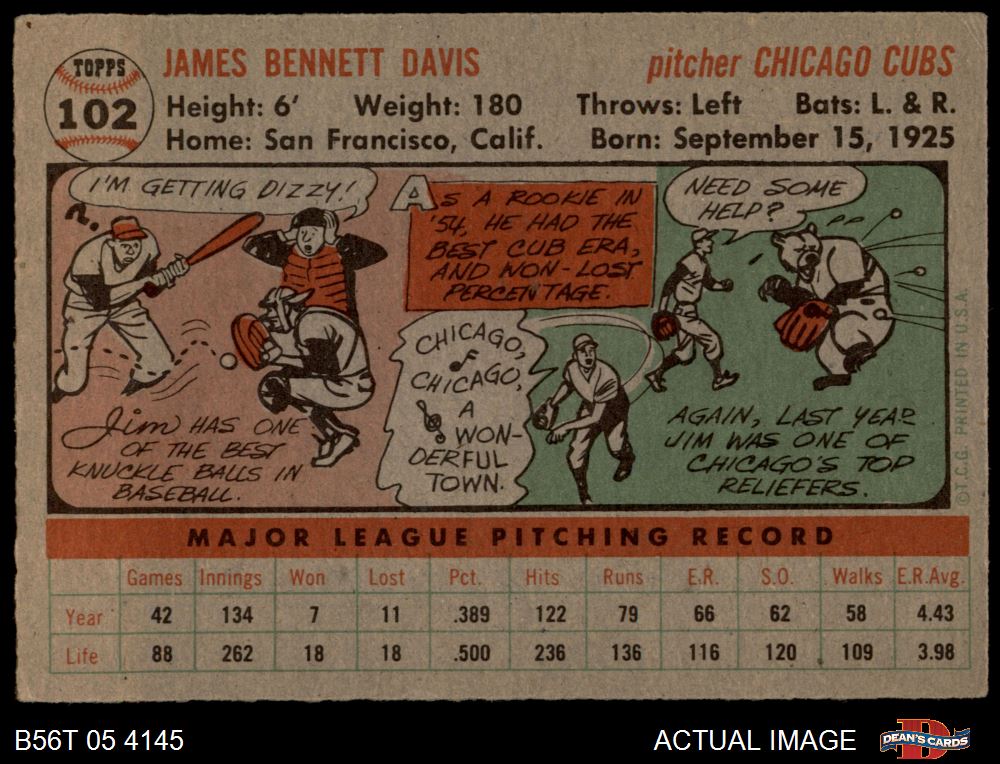 TOPPS
102
JAMES BENNETT DAVIS
pitcher CHICAGO CUBS
Height: 6' Weight: 180 Throws: Left Bats: L. & R.
Home: San Francisco, Calif. Born: September 15, 1925
I'M GETTING DIZZY!
?
Jim HAS ONE
OF THE BEST
KNUCKLE BALLS IN
BASEBALL.
AS A ROOKIE IN
'54, HE HAD THE
BEST CUB ERA,
AND WON-LOST
PERCENTAGE.
CHICAGO,
CHICAGO,
A
WON-
DERFUL
TOWN.
NEED SOME
HELP?
AGAIN, LAST YEAR
JIM WAS ONE OF
CHICAGO'S TOP
RELIEFERS.
©T.C.G. PRINTED IN U.S.A.
MAJOR LEAGUE PITCHING RECORD
Games Innings Won Lost Pct. Hits Runs E.R. S.O. Walks E.R.Avg.
Year 42 134 7 11 .389 122 79 66 62 58 4.43
Life 88 262 18 18 .500 236 136 116 120 109 3.98
B56T 05 4145
ACTUAL IMAGE
D
DEAN'S CARDS